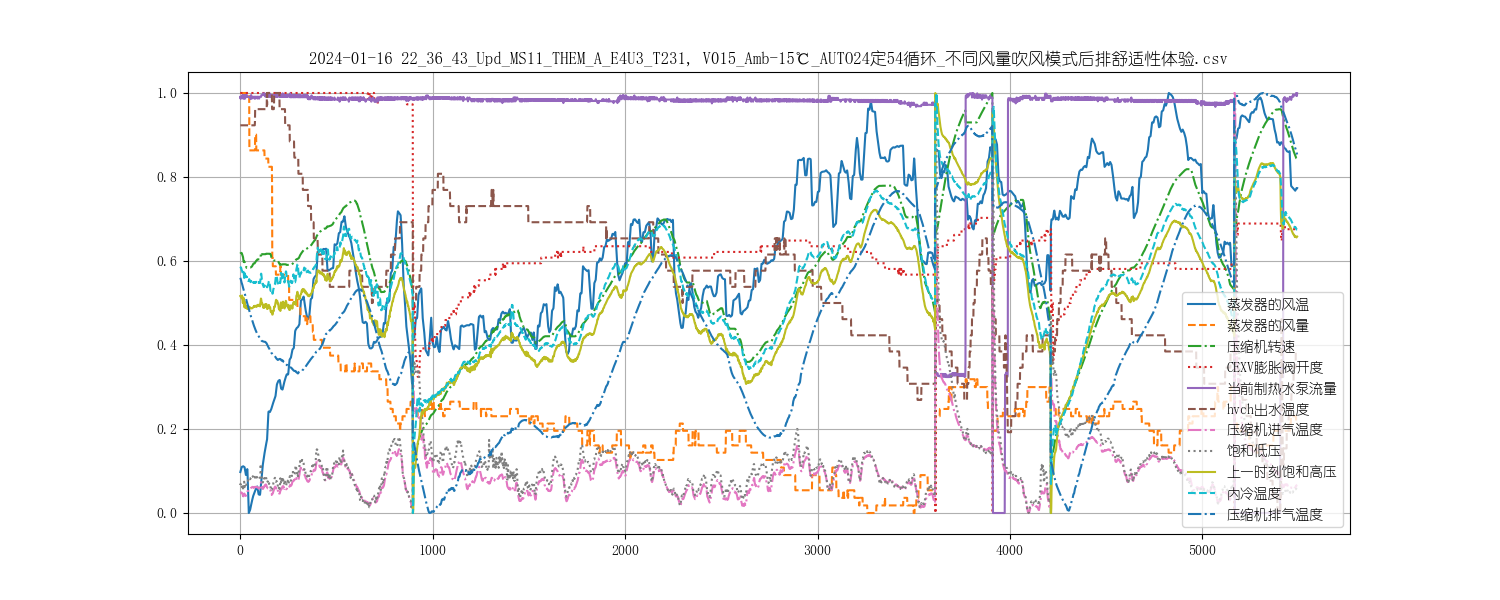 2024-01-16 22_36_43_Upd_MS11_THEM_A_E4U3_T231, V015_Amb-15℃_AUTO24定54循环_不同风量吹风模式后排舒适性体验.csv
1.0
0.8
0.6
0.4
0.2
0.0
0
1000
2000
3000
4000
5000
蒸发器的风温
蒸发器的风量
压缩机转速
CEXV膨胀阀开度
当前制热水泵流量
hvch出水温度
压缩机进气温度
饱和低压
上一时刻饱和高压
内冷温度
压缩机排气温度